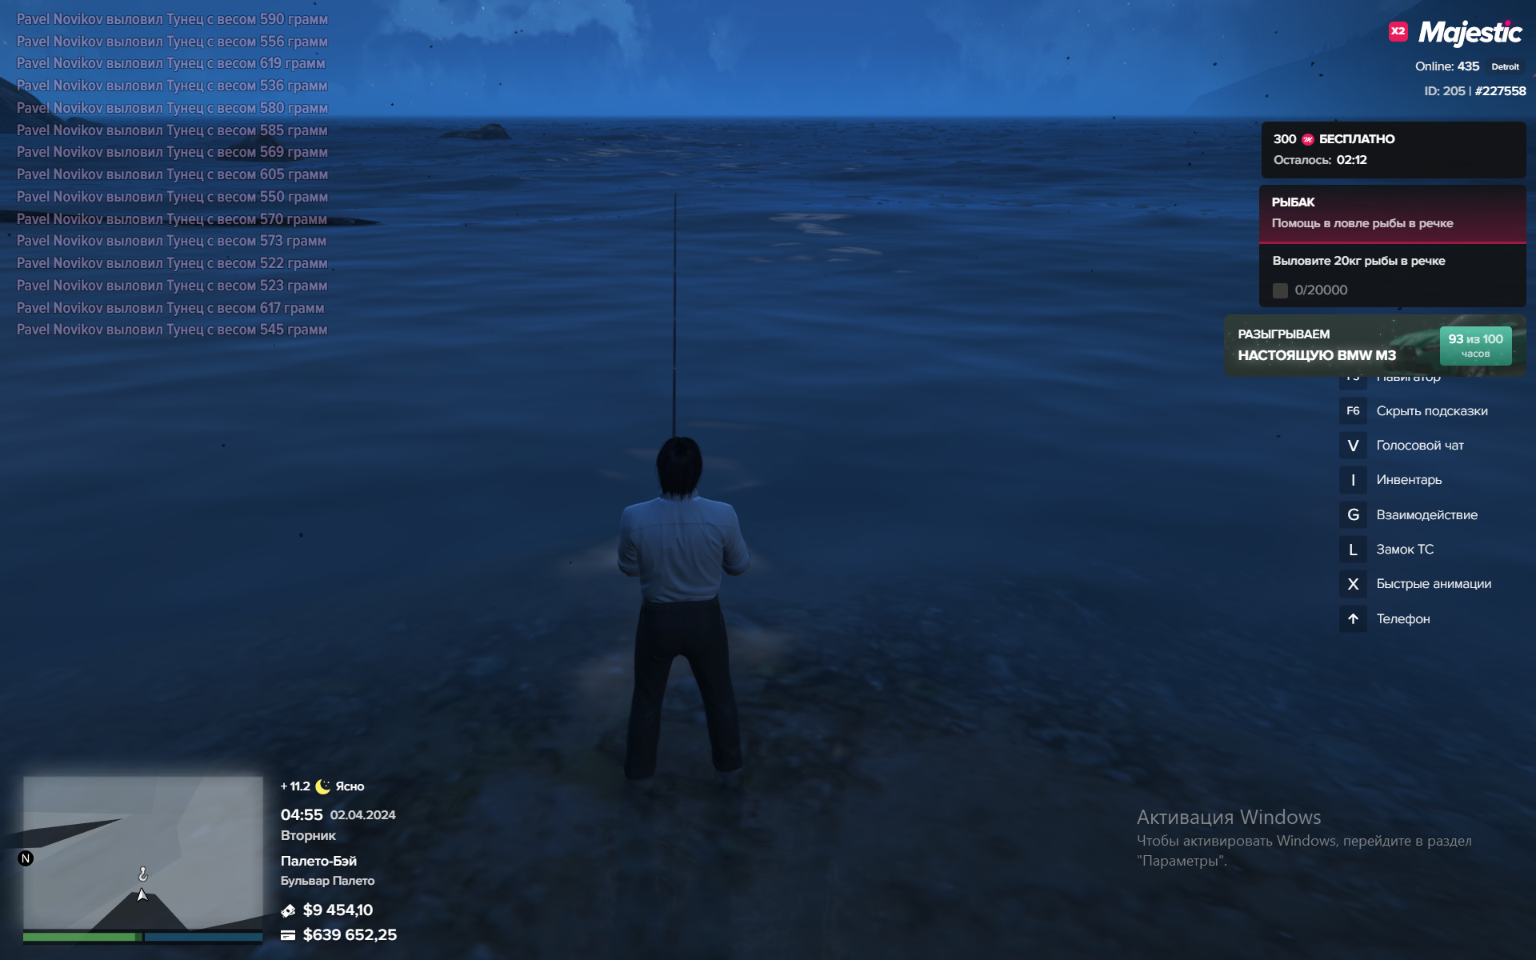 Pavel Novikov выловил Тунец с весом 590 грамм
Pavel Novikov выловил Тунец с весом 556 грамм
Pavel Novikov выловил Тунец с весом 619 грамм
Pavel Novikov выловил Тунец с весом 536 грамм
Pavel Novikov выловил Тунец с весом 580 грамм
Pavel Novikov выловил Тунец с весом 585 грамм
Pavel Novikov выловил Тунец с весом 569 грамм
Pavel Novikov выловил Тунец с весом 605 грамм
Pavel Novikov выловил Тунец с весом 550 грамм
Pavel Novikov выловил Тунец с весом 570 грамм
Pavel Novikov выловил Тунец с весом 573 грамм
Pavel Novikov выловил Тунец с весом 522 грамм
Pavel Novikov выловил Тунец с весом 523 грамм
Pavel Novikov выловил Тунец с весом 617 грамм
Pavel Novikov выловил Тунец с весом 545 грамм
X2 Majestic
Online: 435 Detroit
ID: 205 | #227558
300 БЕСПЛАТНО
Осталось: 02:12
РЫБАК
Помощь в ловле рыбы в речке
Выловите 20кг рыбы в речке
0/20000
РАЗЫГРЫВАЕМ
НАСТОЯЩУЮ BMW M3
93 из 100
часов
Навигатор
F6 Скрыть подсказки
V Голосовой чат
I Инвентарь
G Взаимодействие
L Замок ТС
X Быстрые анимации
Телефон
N
+ 11.2 Ясно
04:55 02.04.2024
Вторник
Палето-Бэй
Бульвар Палето
$9 454,10
$639 652,25
Активация Windows
Чтобы активировать Windows, перейдите в раздел
"Параметры".